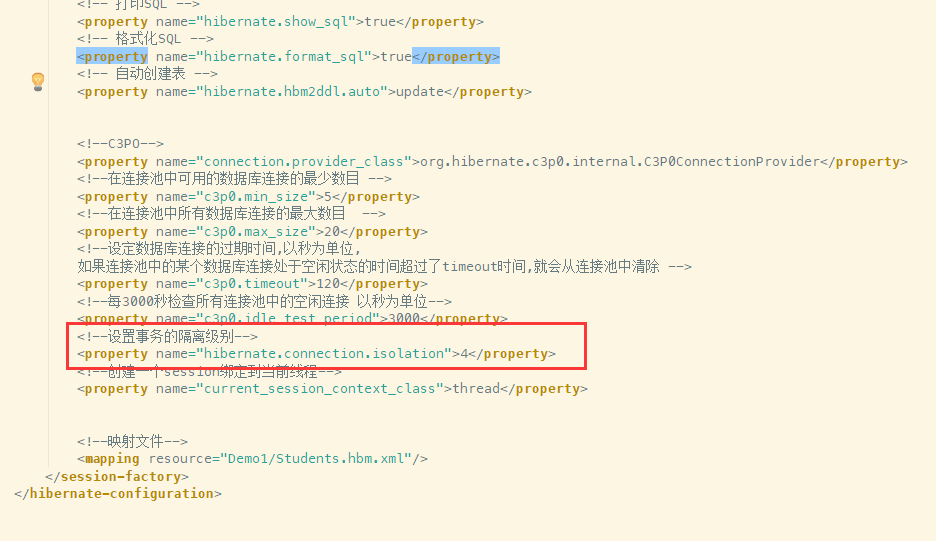 <!-- 打印SQL -->
<property name="hibernate.show_sql">true</property>
<!-- 格式化SQL -->
<property name="hibernate.format_sql">true</property>
<!-- 自动创建表 -->
<property name="hibernate.hbm2ddl.auto">update</property>
<!--C3PO-->
<property name="connection.provider_class">org.hibernate.c3p0.internal.C3P0ConnectionProvider</property>
<!--在连接池中可用的数据库连接的最少数目 -->
<property name="c3p0.min_size">5</property>
<!--在连接池中所有数据库连接的最大数目  -->
<property name="c3p0.max_size">20</property>
<!--设定数据库连接的过期时间,以秒为单位,
如果连接池中的某个数据库连接处于空闲状态的时间超过了timeout时间,就会从连接池中清除 -->
<property name="c3p0.timeout">120</property>
<!--每3000秒检查所有连接池中的空闲连接 以秒为单位-->
<property name="c3p0.idle_test_period">3000</property>
<!--设置事务的隔离级别-->
<property name="hibernate.connection.isolation">4</property>
<!--创建一个session绑定到当前线程-->
<property name="current_session_context_class">thread</property>
<!--映射文件-->
<mapping resource="Demo1/Students.hbm.xml"/>
</session-factory>
</hibernate-configuration>